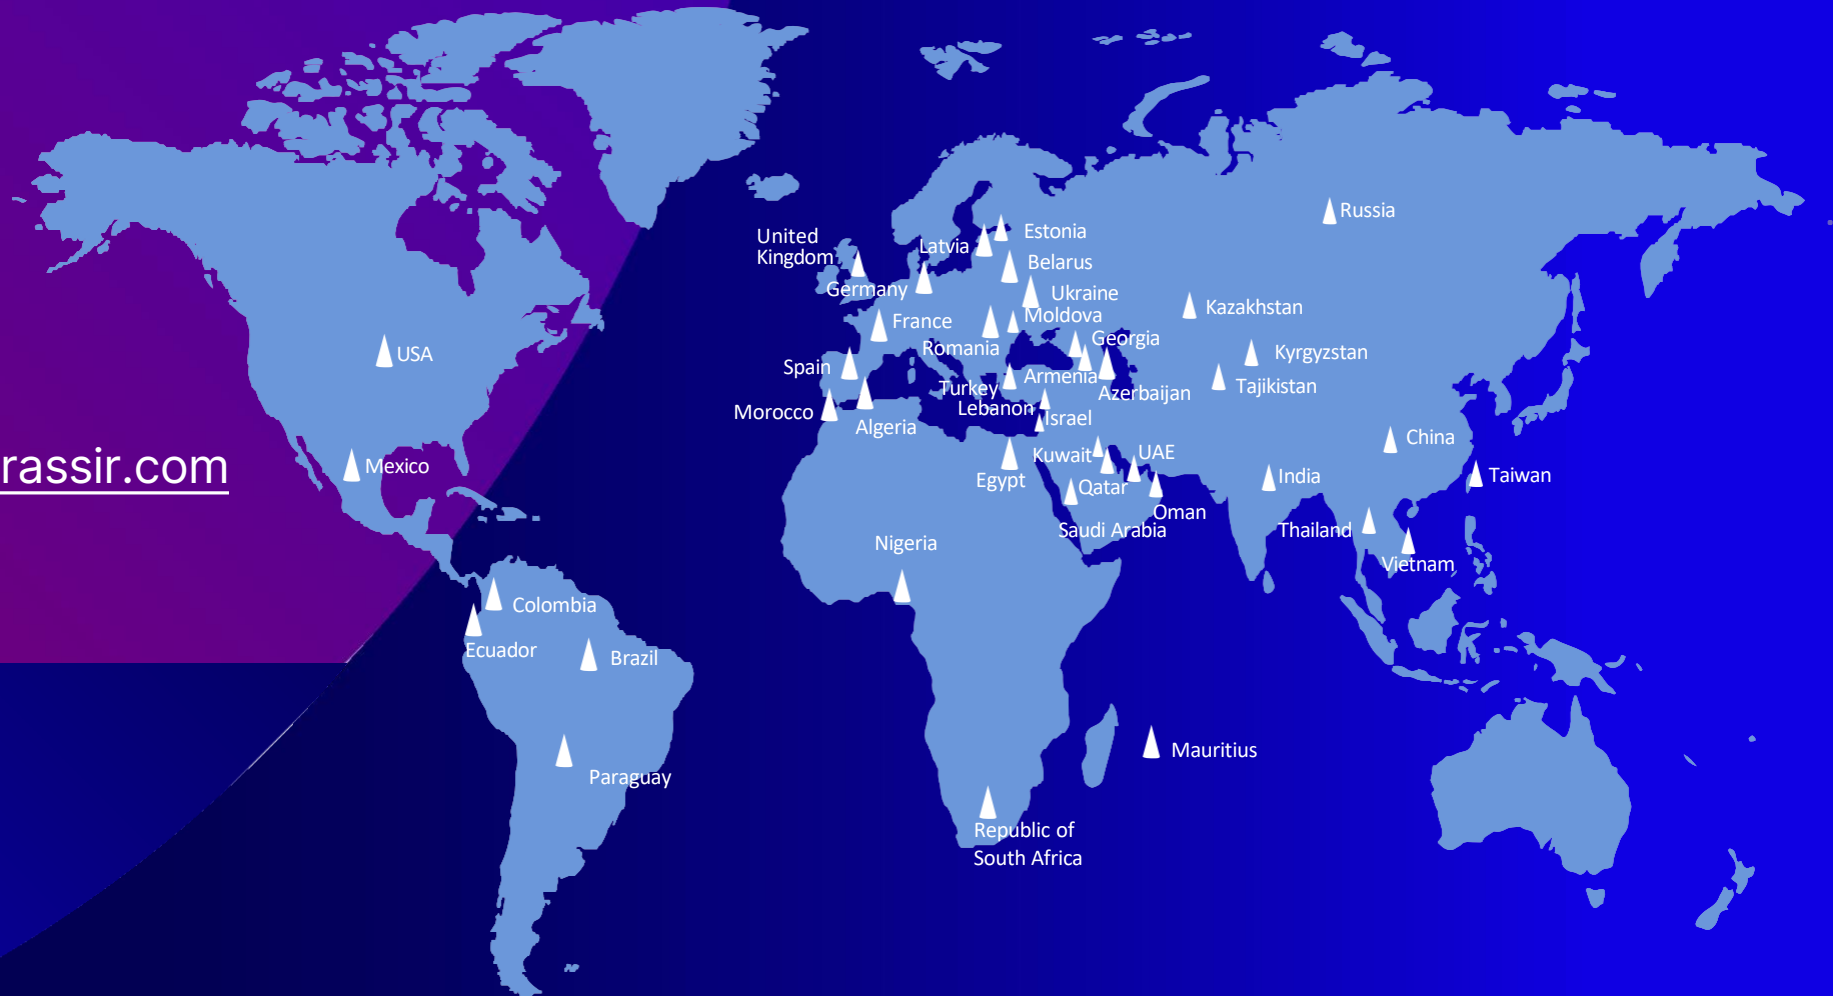 Russia
Estonia
United
Kingdom
Latvia
Belarus
Germany
Ukraine
Kazakhstan
Moldova
France
Georgia
Romania
USA
Kyrgyzstan
Spain
Armenia
Turkey
Tajikistan
Azerbaijan
Lebanon
Morocco
Israel
Algeria
China
UAE
Kuwait
rassir.com
Mexico
Taiwan
India
Egypt
Qatar
Oman
Saudi Arabia
Thailand
Nigeria
Vietnam
Colombia
Ecuador
Brazil
Mauritius
Paraguay
Republic of
South Africa